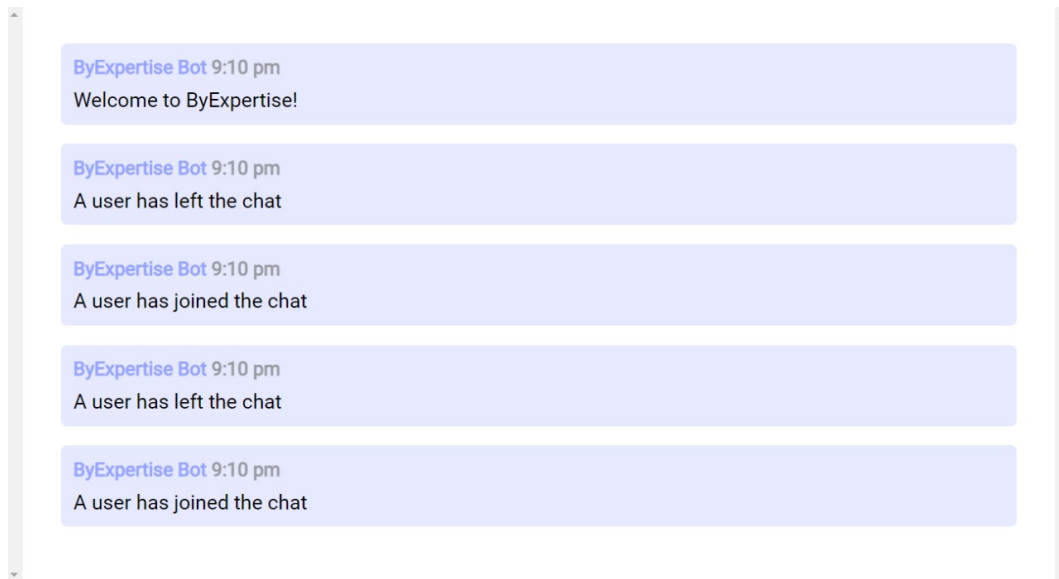 ByExpertise Bot 9:10 pm
Welcome to ByExpertise!
ByExpertise Bot 9:10 pm
A user has left the chat
ByExpertise Bot 9:10 pm
A user has joined the chat
ByExpertise Bot 9:10 pm
A user has left the chat
ByExpertise Bot 9:10 pm
A user has joined the chat